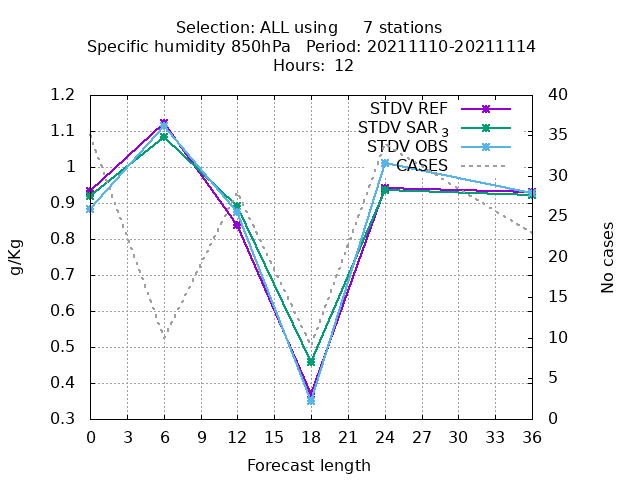 Selection: ALL using     7 stations
Specific humidity 850hPa   Period: 20211110-20211114
Hours: 12
STDV REF
STDV SAR3
STDV OBS
CASES
1.2
1.1
1
0.9
0.8
0.7
0.6
0.5
0.4
0.3
g/Kg
40
35
30
25
20
15
10
5
0
No cases
0 3 6 9 12 15 18 21 24 27 30 33 36
Forecast length